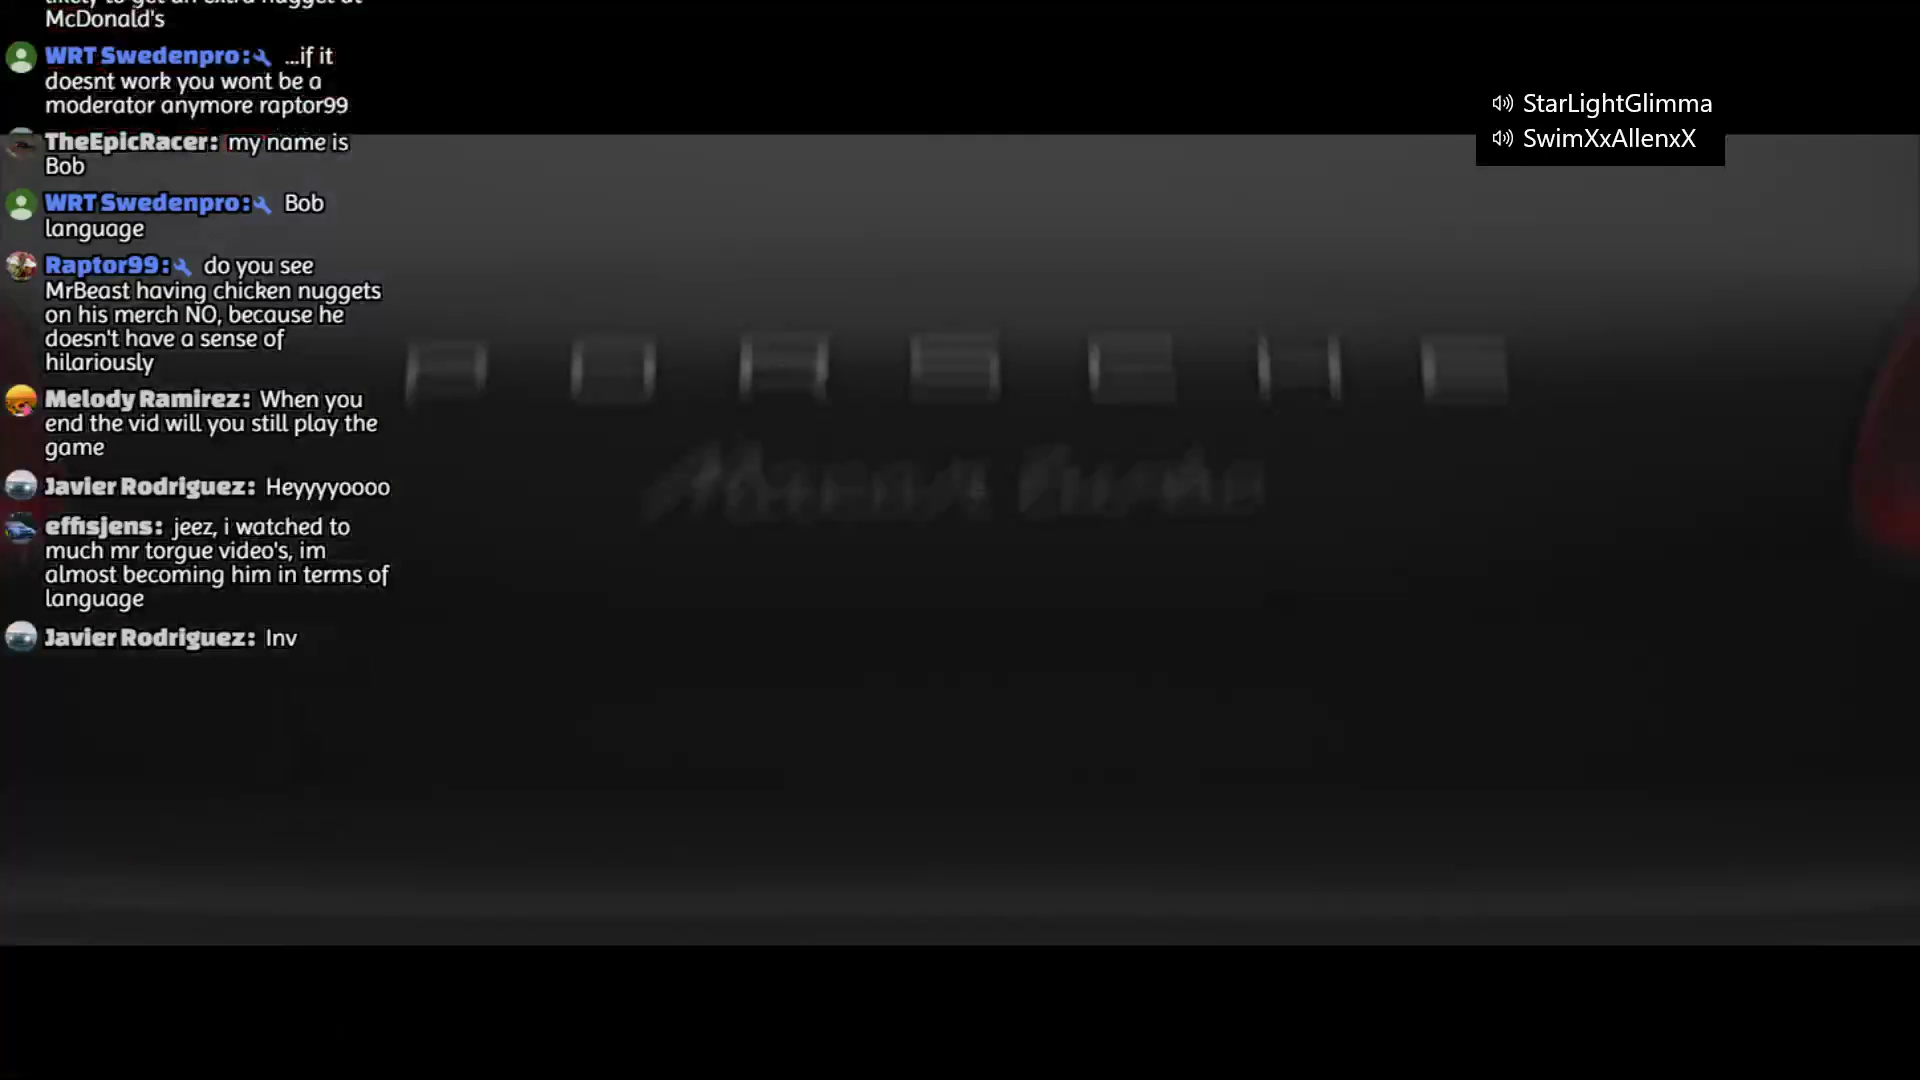 McDonald's
WRT Swedenpro: ...if it
doesnt work you wont be a
moderator anymore raptor99
TheEpicRacer: my name is
Bob
WRT Swedenpro: Bob
language
Raptor99: do you see
MrBeast having chicken nuggets
on his merch NO, because he
doesn't have a sense of
hilariously
Melody Ramirez: When you
end the vid will you still play the
game
Javier Rodriguez: Heyyyyoooo
effisjens: jeez, i watched to
much mr torgue video's, im
almost becoming him in terms of
language
Javier Rodriguez: Inv
StarLightGlimma
SwimXxAllenxX
PORSCHE